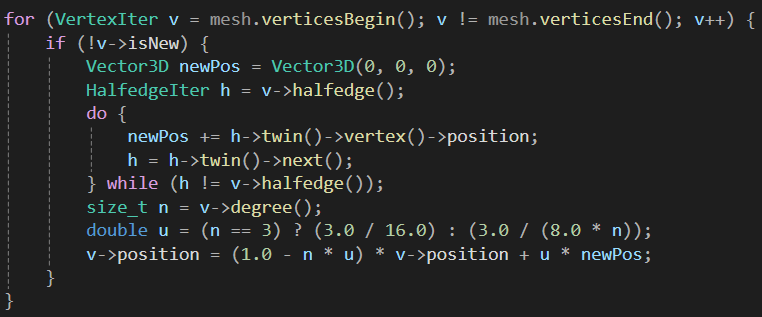 for (VertexIter v = mesh.verticesBegin(); v != mesh.verticesEnd(); v++) {
    if (!v->isNew) {
        Vector3D newPos = Vector3D(0, 0, 0);
        HalfedgeIter h = v->halfedge();
        do {
            newPos += h->twin()->vertex()->position;
            h = h->twin()->next();
        } while (h != v->halfedge());
        size_t n = v->degree();
        double u = (n == 3) ? (3.0 / 16.0) : (3.0 / (8.0 * n));
        v->position = (1.0 - n * u) * v->position + u * newPos;
    }
}